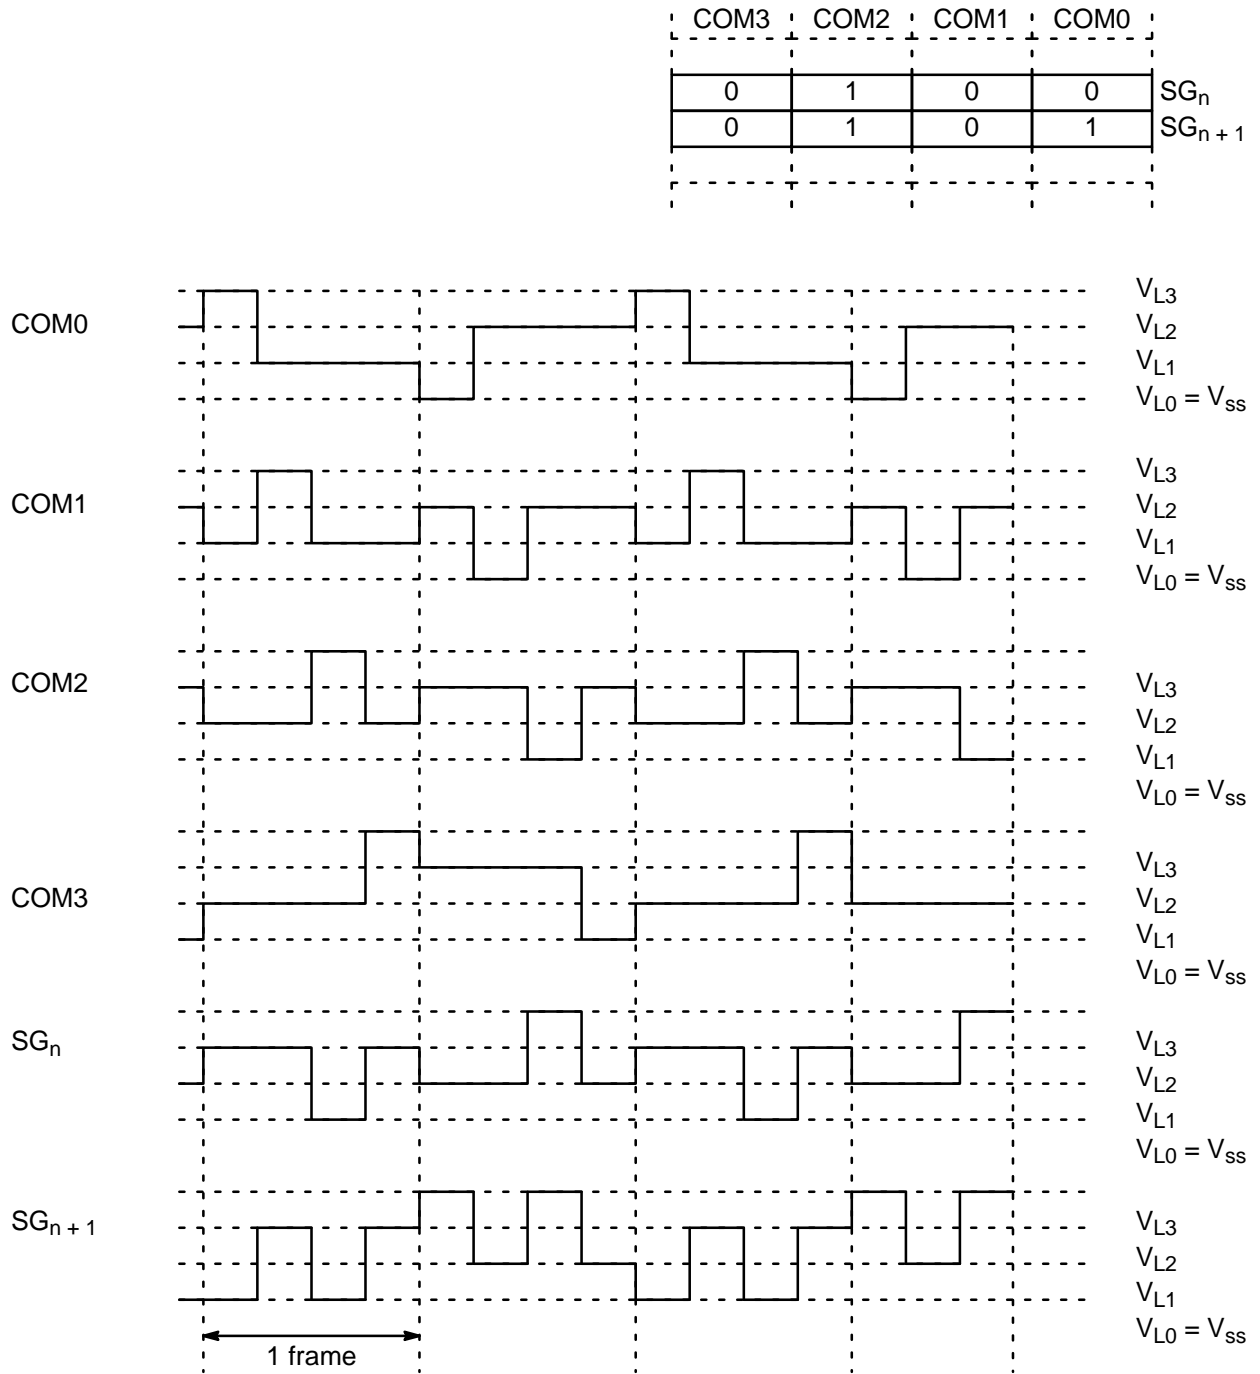 COM3 COM2 COM1 COM0
0 1 0 0 SGn
0 1 0 1 SGn + 1
VL3
COM0
VL2
VL1
VL0 = Vss
VL3
COM1
VL2
VL1
VL0 = Vss
COM2
VL3
VL2
VL1
VL0 = Vss
VL3
COM3
VL2
VL1
VL0 = Vss
SGn
VL3
VL2
VL1
VL0 = Vss
SGn + 1
VL3
VL2
VL1
VL0 = Vss
1 frame